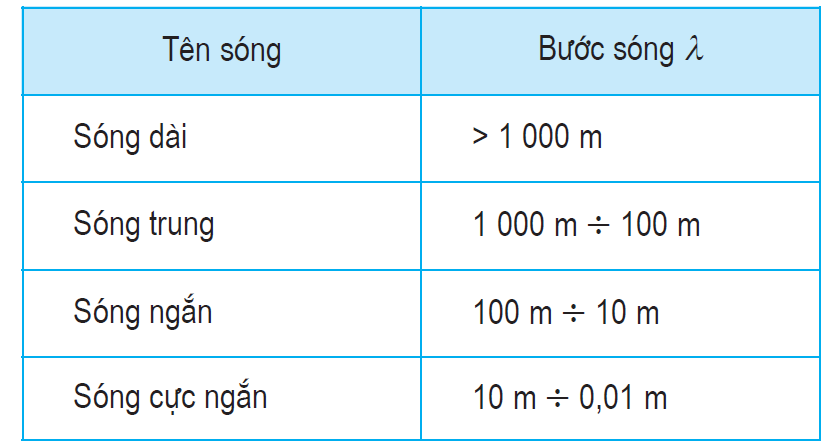 Tên sóng Bước sóng λ
Sóng dài > 1 000 m
Sóng trung 1 000 m ÷ 100 m
Sóng ngắn 100 m ÷ 10 m
Sóng cực ngắn 10 m ÷ 0,01 m